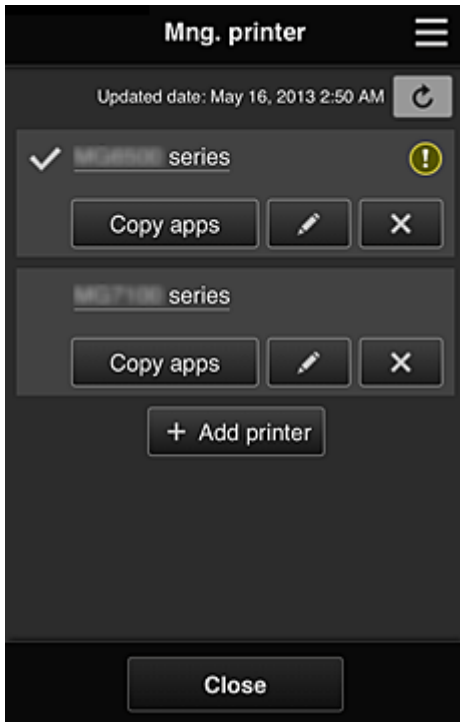 Mng. printer
Updated date: May 16, 2013 2:50 AM
series
Copy apps
series
Copy apps
+ Add printer
Close